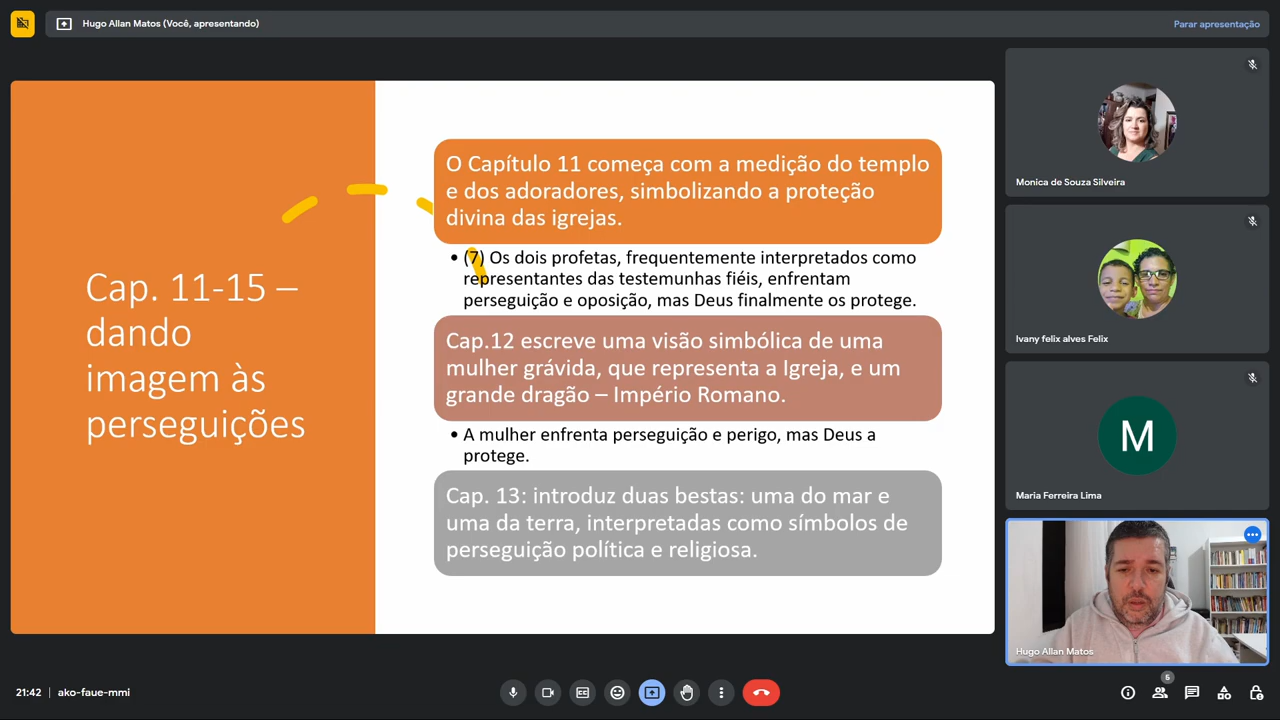 Hugo Allan Matos (Você, apresentando)
Parar apresentação
Cap. 11-15 –
dando
imagem às
perseguições
O Capítulo 11 começa com a medição do templo
e dos adoradores, simbolizando a proteção
divina das igrejas.
• (7) Os dois profetas, frequentemente interpretados como
representantes das testemunhas fiéis, enfrentam
perseguição e oposição, mas Deus finalmente os protege.
Cap.12 escreve uma visão simbólica de uma
mulher grávida, que representa a Igreja, e um
grande dragão – Império Romano.
• A mulher enfrenta perseguição e perigo, mas Deus a
protege.
Cap. 13: introduz duas bestas: uma do mar e
uma da terra, interpretadas como símbolos de
perseguição política e religiosa.
Monica de Souza Silveira
Ivany felix alves Felix
M
Maria Ferreira Lima
Hugo Allan Matos
21:42 | ako-faue-mmi
6